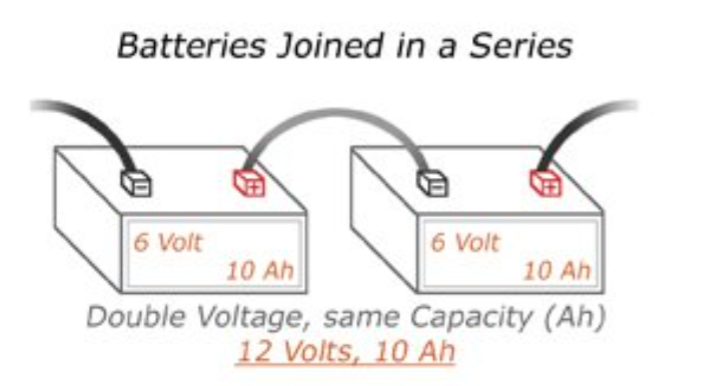 Batteries Joined in a Series
- + - +
6 Volt
10 Ah
6 Volt
10 Ah
Double Voltage, same Capacity (Ah)
12 Volts, 10 Ah